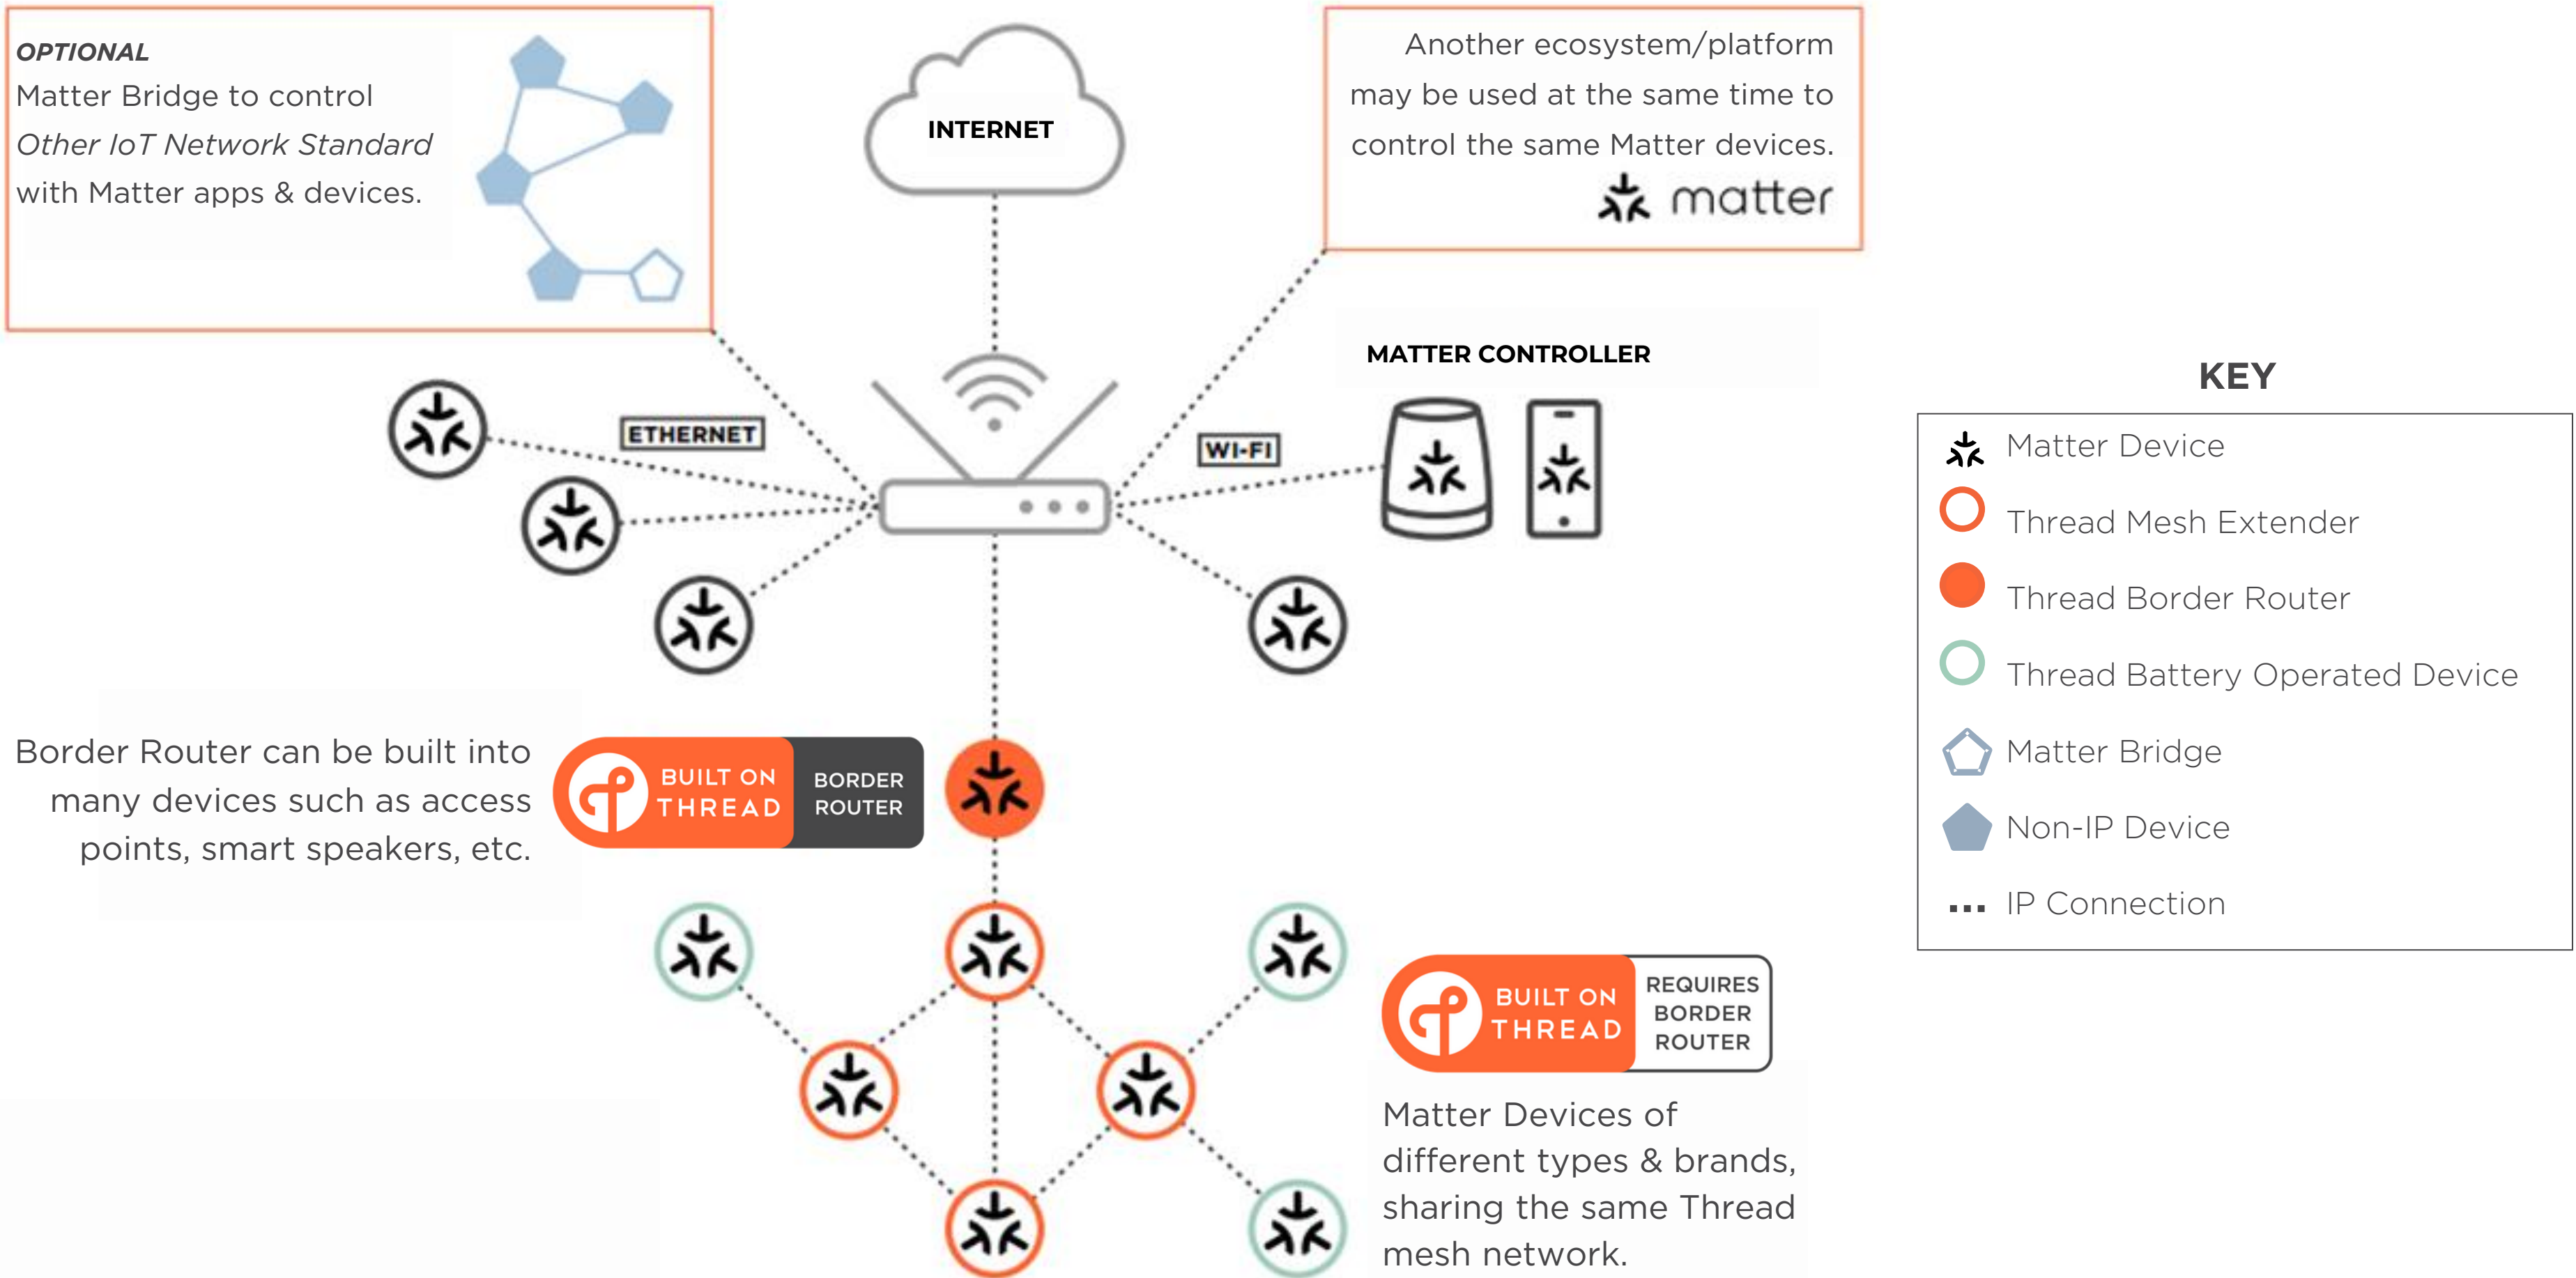 OPTIONAL
Matter Bridge to control
Other IoT Network Standard
with Matter apps & devices.
INTERNET
Another ecosystem/platform
may be used at the same time to
control the same Matter devices.
matter
MATTER CONTROLLER
ETHERNET
WI-FI
KEY
Matter Device
Thread Mesh Extender
Thread Border Router
Thread Battery Operated Device
Matter Bridge
Non-IP Device
IP Connection
Border Router can be built into
many devices such as access
points, smart speakers, etc.
BUILT ON
THREAD
BORDER
ROUTER
BUILT ON
THREAD
REQUIRES
BORDER
ROUTER
Matter Devices of
different types & brands,
sharing the same Thread
mesh network.